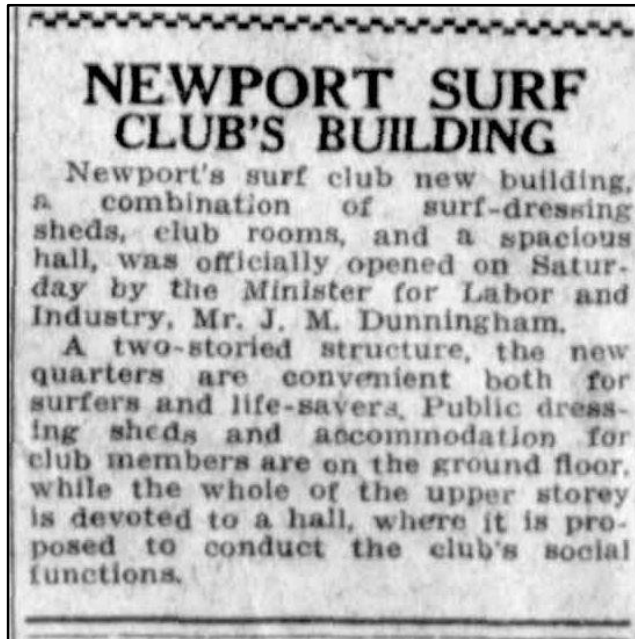 NEWPORT SURF
CLUB'S BUILDING
Newport's surf club new building,
a combination of surf-dressing
sheds, club rooms, and a spacious
hall, was officially opened on Satur-
day by the Minister for Labor and
Industry, Mr. J. M. Dunningham.
A two-storied structure, the new
quarters are convenient both for
surfers and life-savers. Public dress-
ing sheds and accommodation for
club members are on the ground floor,
while the whole of the upper storey
is devoted to a hall, where it is pro-
posed to conduct the club's social
functions.